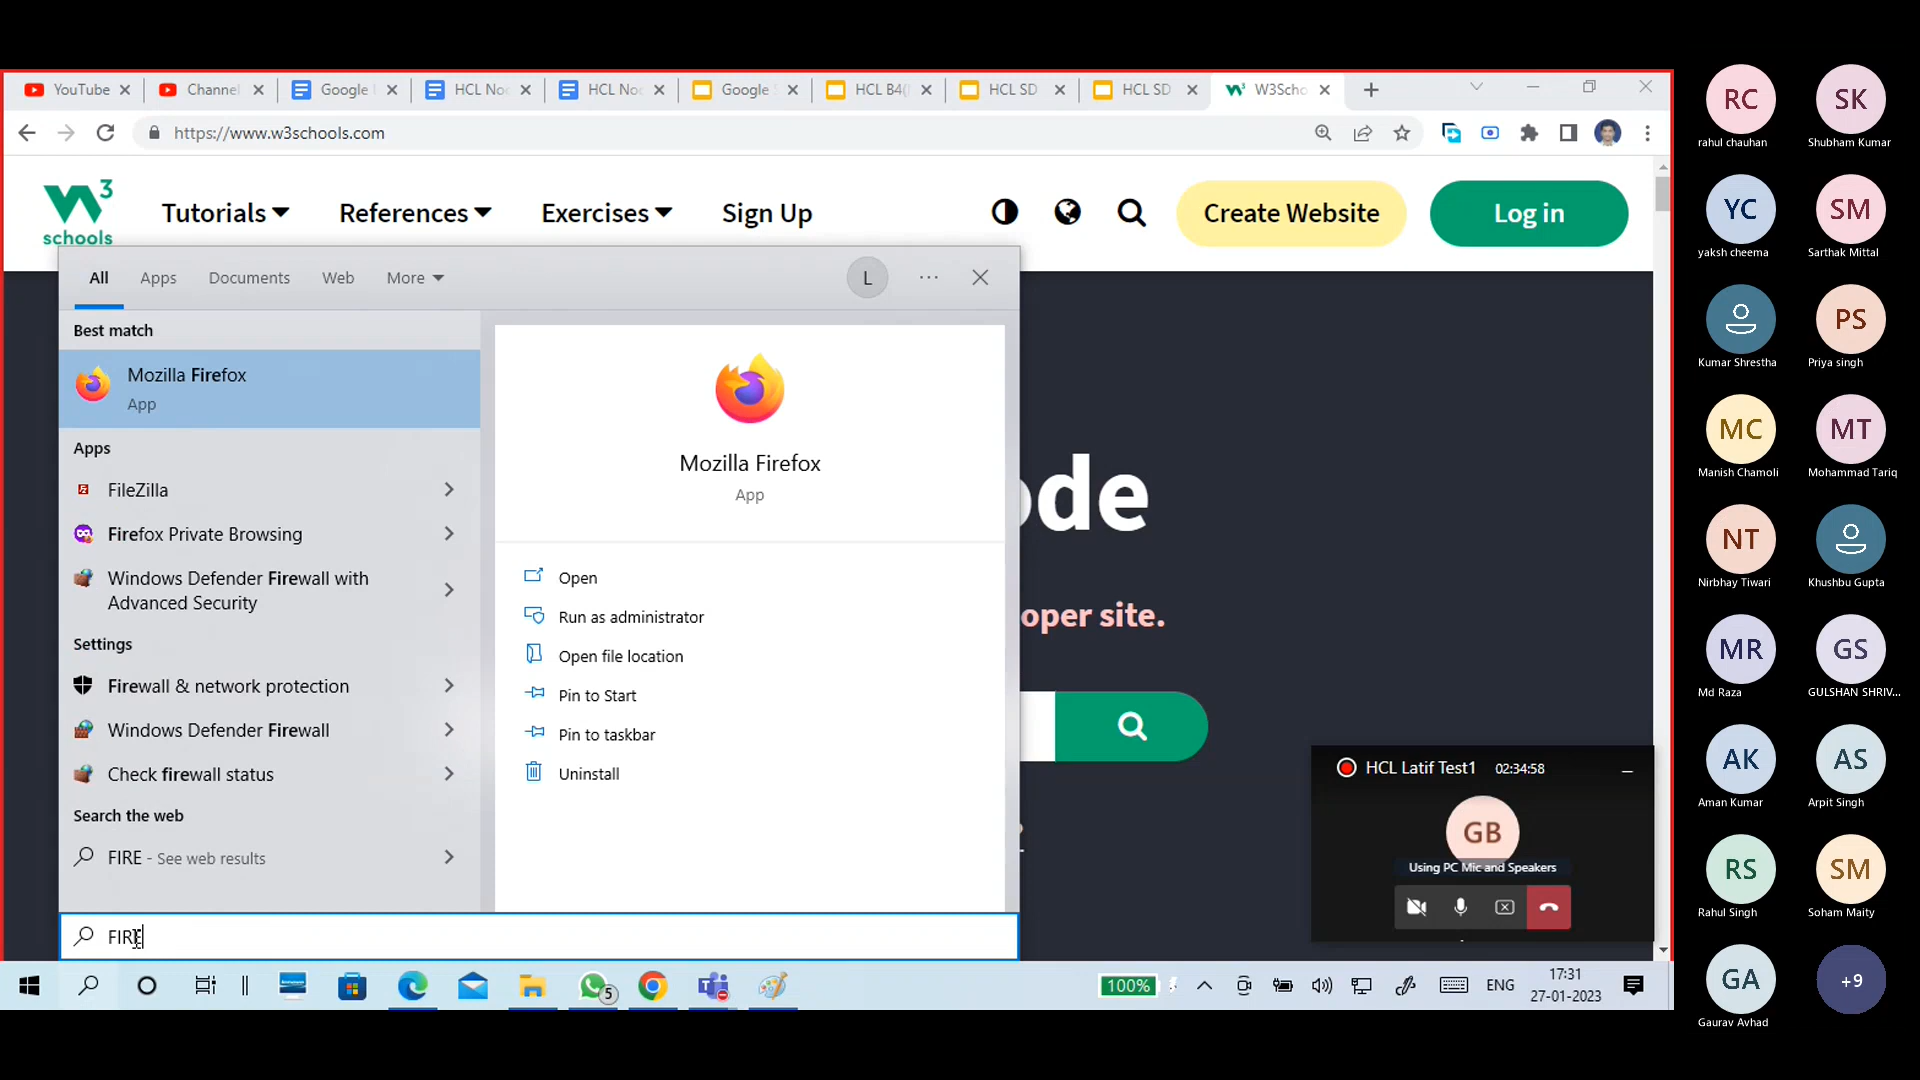 YouTube
Channel
Google
HCL Noc
HCL Noc
Google S
HCL B4(
HCL SD
HCL SD
W3Scho
https://www.w3schools.com
W3
schools
Tutorials
References
Exercises
Sign Up
Create Website
Log in
All
Apps
Documents
Web
More
L
Best match
Mozilla Firefox
App
Apps
FileZilla
Firefox Private Browsing
Windows Defender Firewall with
Advanced Security
Settings
Firewall & network protection
Windows Defender Firewall
Check firewall status
Search the web
FIRE - See web results
FIRE
Mozilla Firefox
App
Open
Run as administrator
Open file location
Pin to Start
Pin to taskbar
Uninstall
ode
oper site.
HCL Latif Test1 02:34:58
GB
Using PC Mic and Speakers
5
100%
ENG
17:31
27-01-2023
RC
rahul chauhan
SK
Shubham Kumar
YC
yaksh cheema
SM
Sarthak Mittal
Kumar Shrestha
PS
Priya singh
MC
Manish Chamoli
MT
Mohammad Tariq
NT
Nirbhay Tiwari
Khushbu Gupta
MR
Md Raza
GS
GULSHAN SHRIV...
AK
Aman Kumar
AS
Arpit Singh
RS
Rahul Singh
SM
Soham Maity
GA
Gaurav Avhad
+9